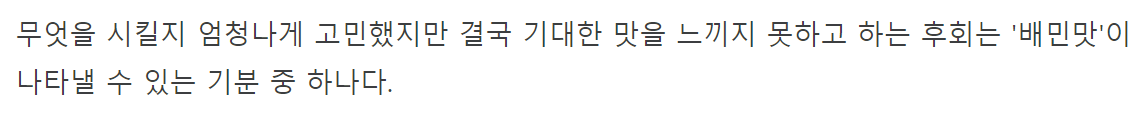 무엇을 시킬지 엄청나게 고민했지만 결국 기대한 맛을 느끼지 못하고 하는 후회는 '배민맛'이
나타낼 수 있는 기분 중 하나다.